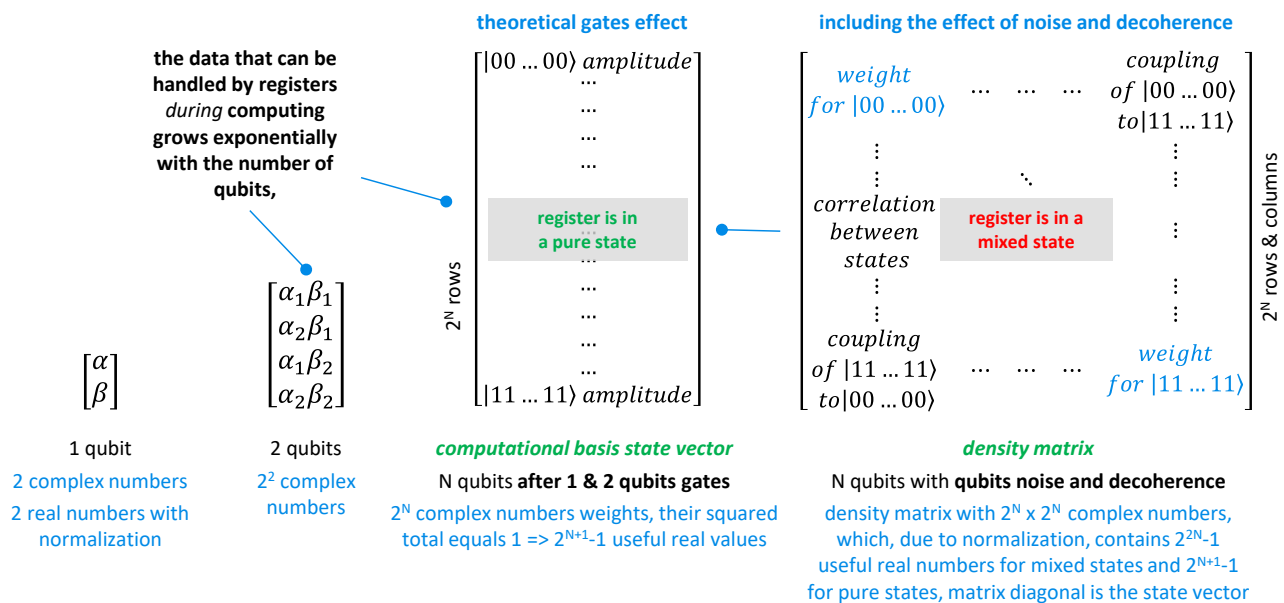 theoretical gates effect
including the effect of noise and decoherence
the data that can be
handled by registers
during computing
grows exponentially
with the number of
qubits,
[α
β]
1 qubit
2 complex numbers
2 real numbers with
normalization
[α₁β₁
α₂β₁
α₁β₂
α₂β₂]
2 qubits
2² complex
numbers
2ᴺ rows
|00 … 00⟩ amplitude
…
…
…
…
register is in
a pure state
…
…
…
…
…
…
|11 … 11⟩ amplitude
computational basis state vector
N qubits after 1 & 2 qubits gates
2ᴺ complex numbers weights, their squared
total equals 1 => 2ᴺ⁺¹-1 useful real values
weight
for |00 … 00⟩
… … …
coupling
of |00 … 00⟩
to|11 … 11⟩
⋮
⋮
⋱
⋮
⋮
correlation
between
states
register is in a
mixed state
⋮
⋮
⋮
⋮
⋮
coupling
of |11 … 11⟩
to|00 … 00⟩
… … …
weight
for |11 … 11⟩
2ᴺ rows & columns
density matrix
N qubits with qubits noise and decoherence
density matrix with 2ᴺ x 2ᴺ complex numbers,
which, due to normalization, contains 2²ᴺ-1
useful real numbers for mixed states and 2ᴺ⁺¹-1
for pure states, matrix diagonal is the state vector